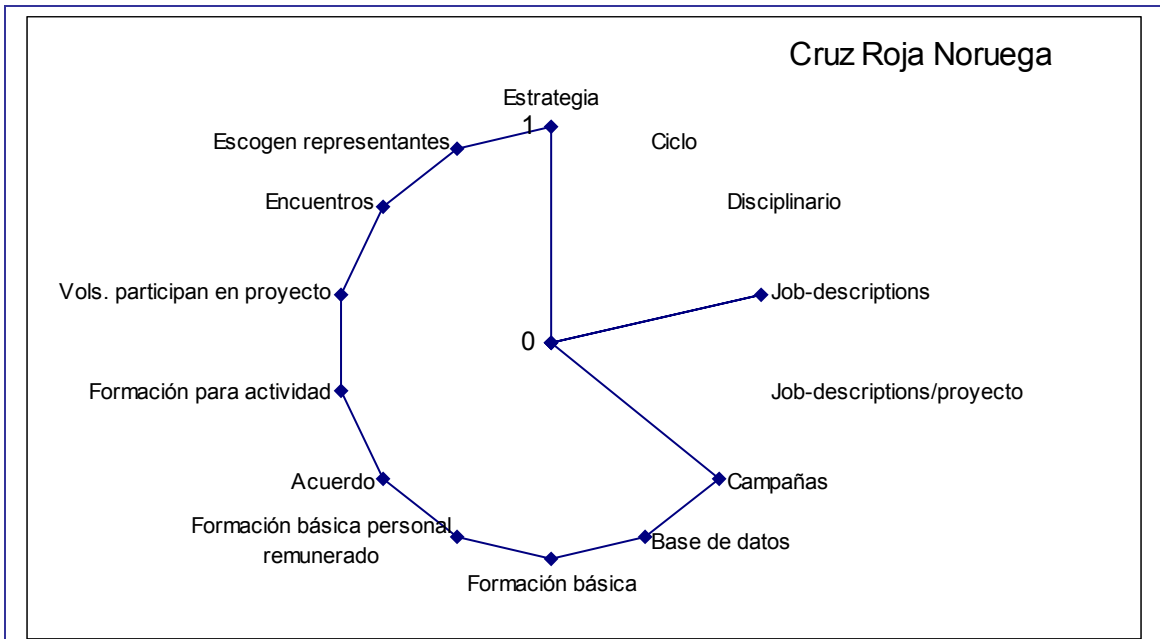 Cruz Roja Noruega
Estrategia
1
Ciclo
Escogen representantes
Disciplinario
Encuentros
Vols. participan en proyecto
Job-descriptions
0
Formación para actividad
Job-descriptions/proyecto
Acuerdo
Campañas
Formación básica personal
remunerado
Base de datos
Formación básica